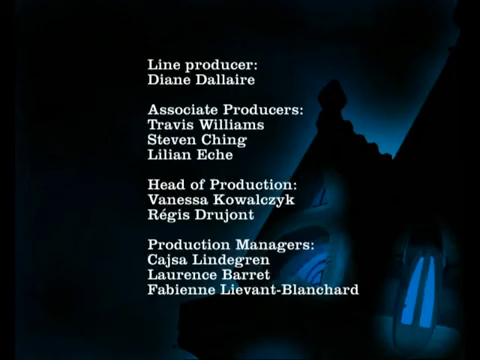 Line producer:
Diane Dallaire
Associate Producers:
Travis Williams
Steven Ching
Lilian Eche
Head of Production:
Vanessa Kowalczyk
Régis Drujont
Production Managers:
Cajsa Lindegren
Laurence Barret
Fabienne Lievant-Blanchard